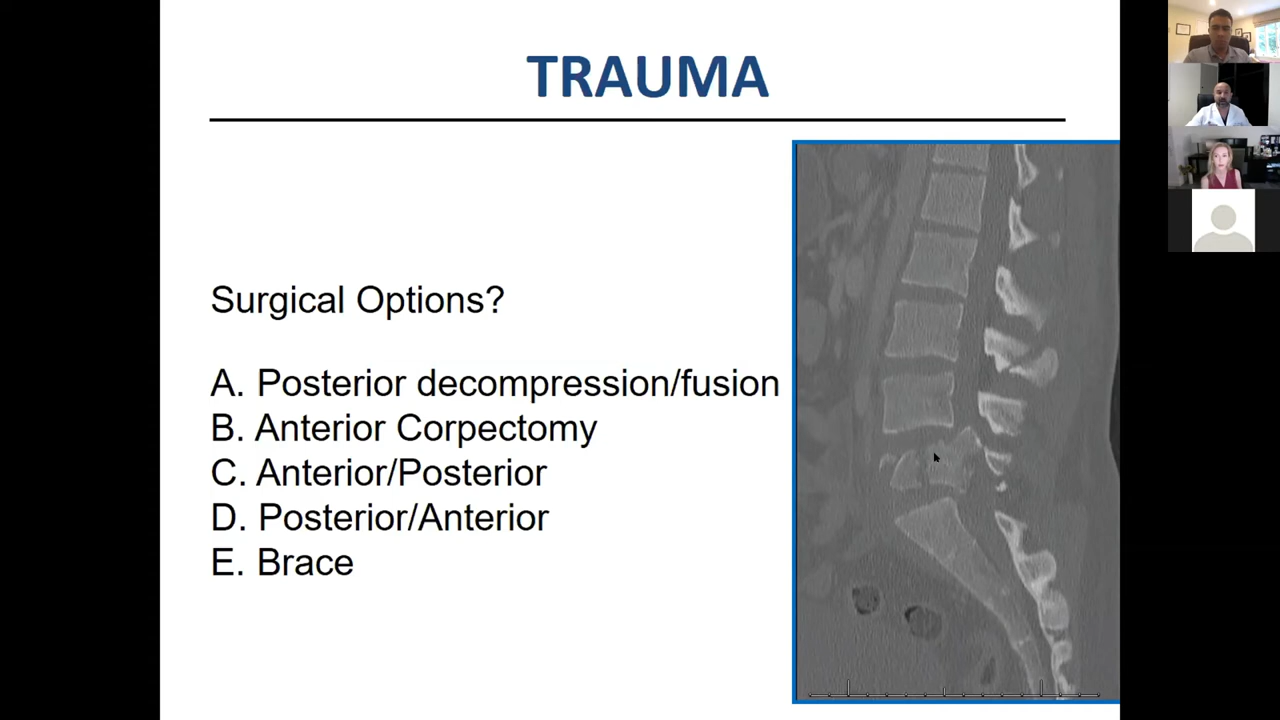 TRAUMA
Surgical Options?
A. Posterior decompression/fusion
B. Anterior Corpectomy
C. Anterior/Posterior
D. Posterior/Anterior
E. Brace